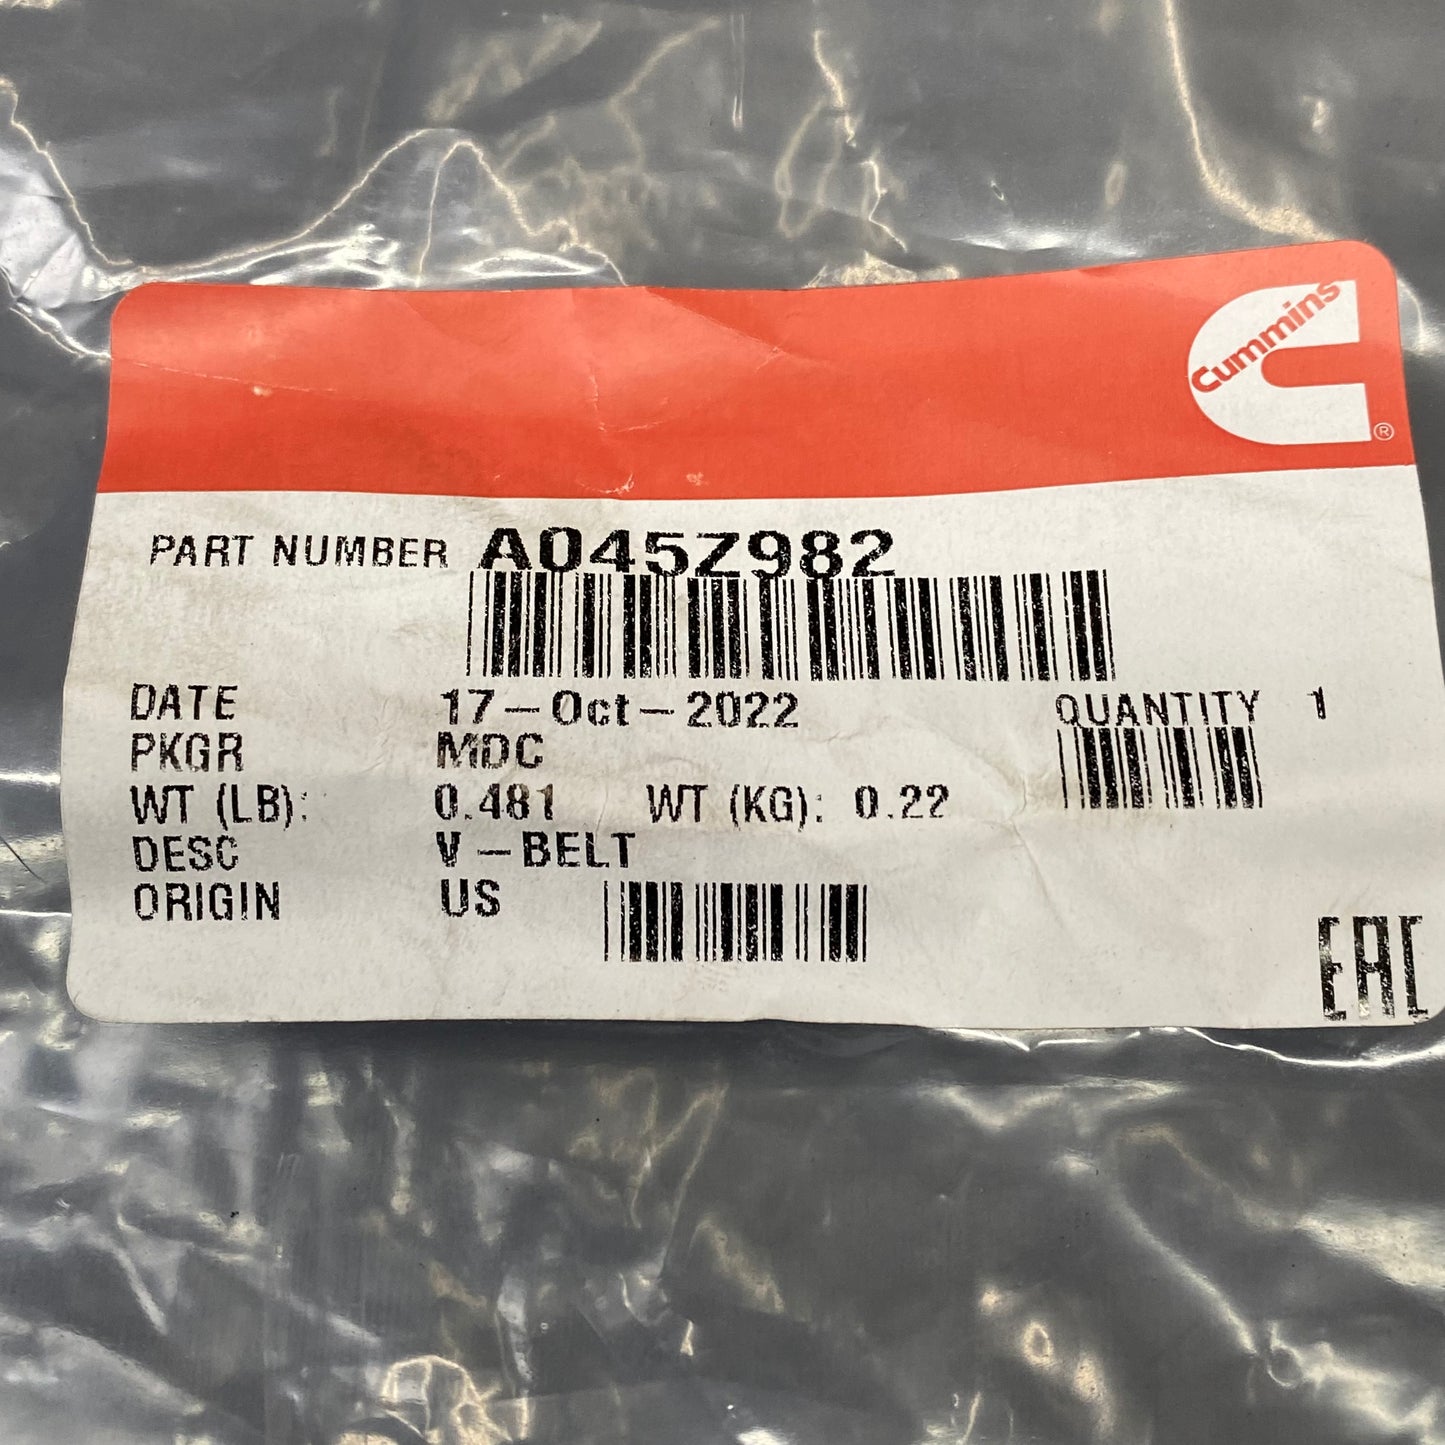 Cummins
®
PART NUMBER A045Z982
DATE 17-Oct-2022 QUANTITY 1
PKGR MDC
WT (LB): 0.481 WT (KG): 0.22
DESC V-BELT
ORIGIN US
EAC